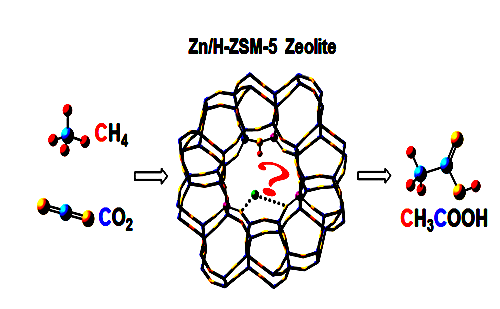 Zn/H-ZSM-5 Zeolite
CH₄
?
CO₂
CH₃COOH